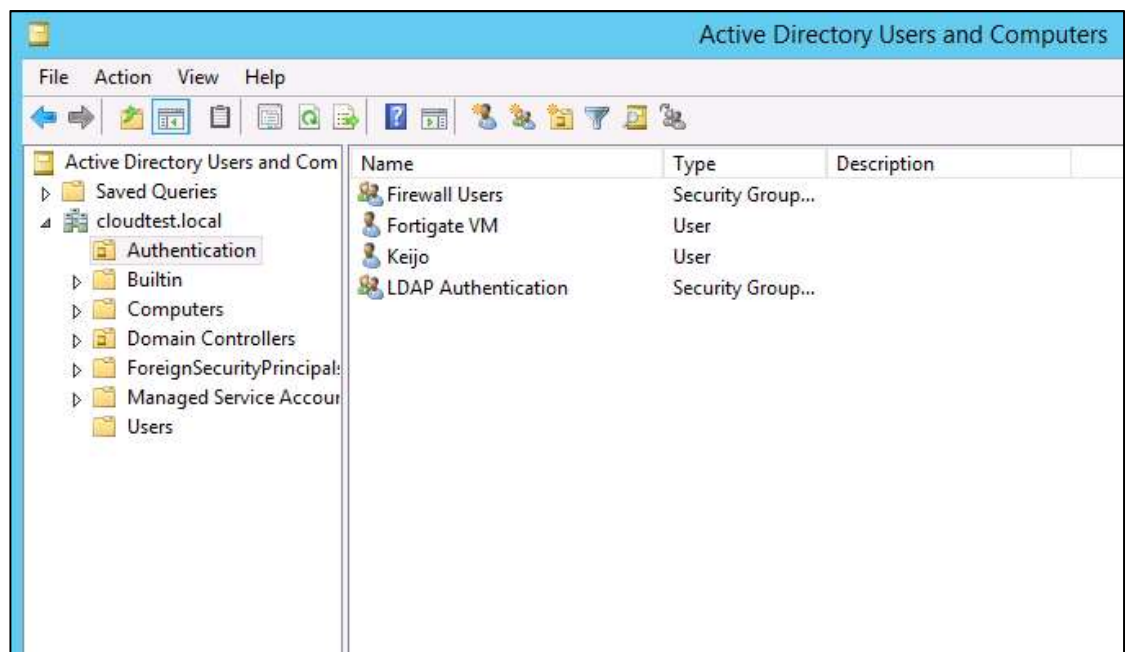 Active Directory Users and Computers
File Action View Help
Active Directory Users and Com
Saved Queries
cloudtest.local
Authentication
Builtin
Computers
Domain Controllers
ForeignSecurityPrincipal
Managed Service Accour
Users
Name Type Description
Firewall Users Security Group...
Fortigate VM User
Keijo User
LDAP Authentication Security Group...